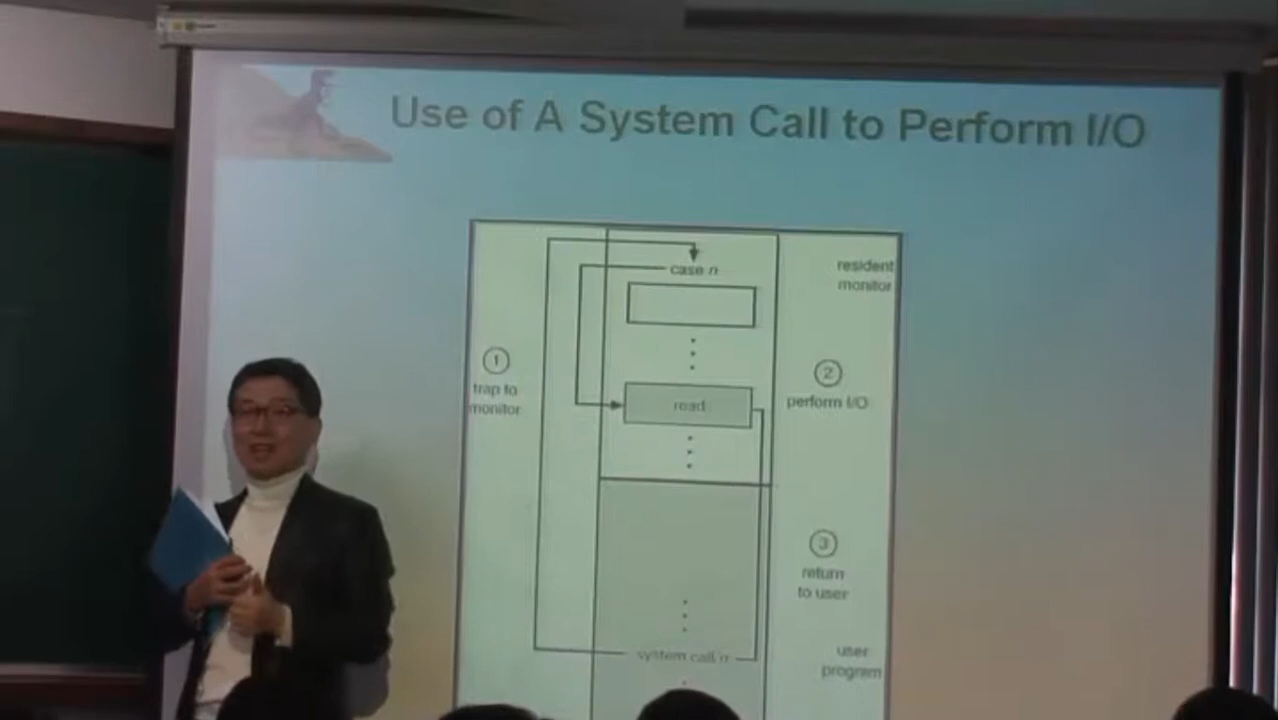 Use of A System Call to Perform I/O
case n
resident
monitor
1
trap to
monitor
2
perform I/O
read
3
return
to user
system call n
user
program